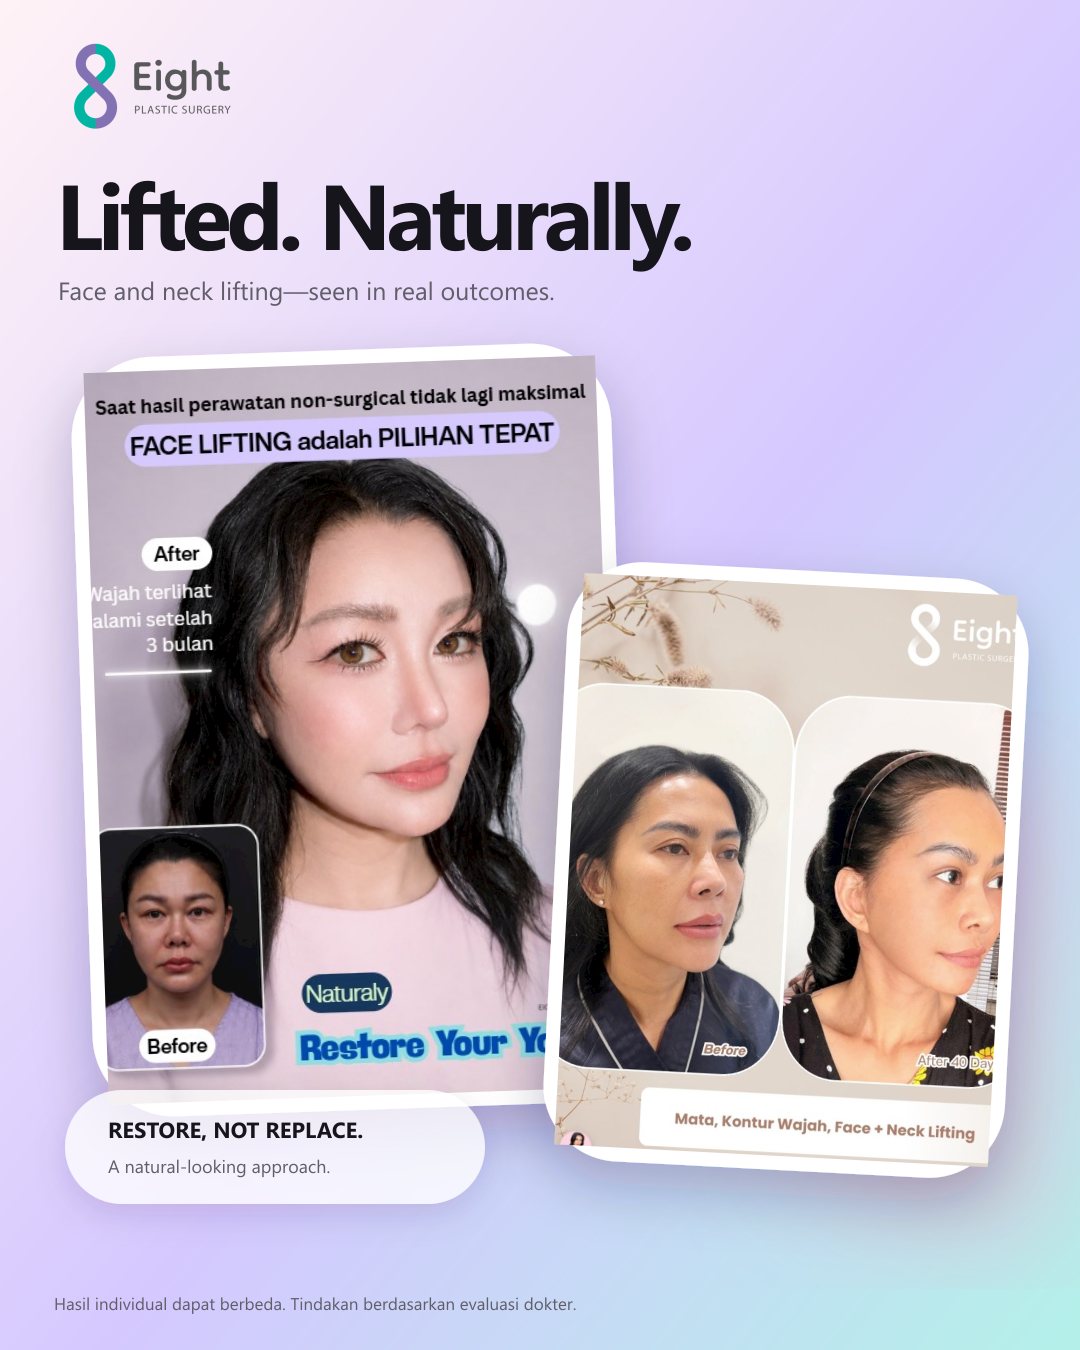 Eight
PLASTIC SURGERY
Lifted. Naturally.
Face and neck lifting—seen in real outcomes.
Saat hasil perawatan non-surgical tidak lagi maksimal
FACE LIFTING adalah PILIHAN TEPAT
After
Wajah terlihat
alami setelah
3 bulan
Before
Naturaly
Restore Your Yo
Eight
PLASTIC SURGE
Before
After 40 Day
Mata, Kontur Wajah, Face + Neck Lifting
RESTORE, NOT REPLACE.
A natural-looking approach.
Hasil individual dapat berbeda. Tindakan berdasarkan evaluasi dokter.